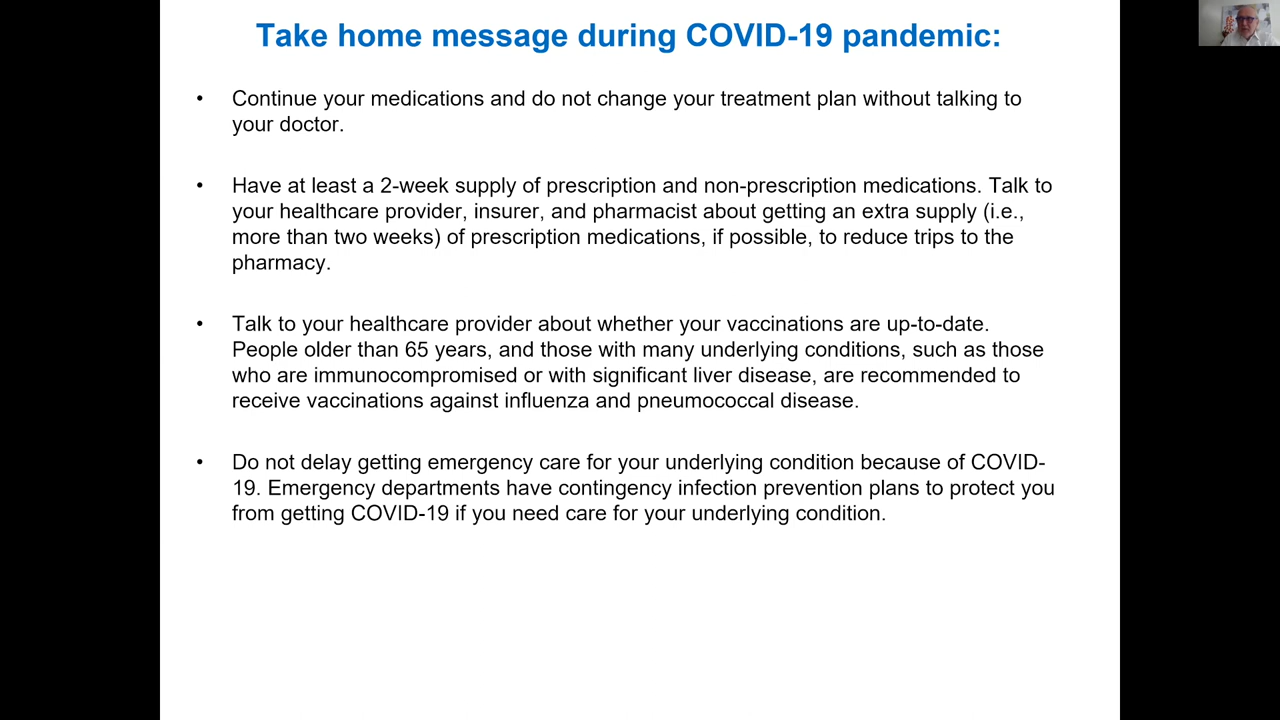 Take home message during COVID-19 pandemic:
• Continue your medications and do not change your treatment plan without talking to
your doctor.
• Have at least a 2-week supply of prescription and non-prescription medications. Talk to
your healthcare provider, insurer, and pharmacist about getting an extra supply (i.e.,
more than two weeks) of prescription medications, if possible, to reduce trips to the
pharmacy.
• Talk to your healthcare provider about whether your vaccinations are up-to-date.
People older than 65 years, and those with many underlying conditions, such as those
who are immunocompromised or with significant liver disease, are recommended to
receive vaccinations against influenza and pneumococcal disease.
• Do not delay getting emergency care for your underlying condition because of COVID-
19. Emergency departments have contingency infection prevention plans to protect you
from getting COVID-19 if you need care for your underlying condition.